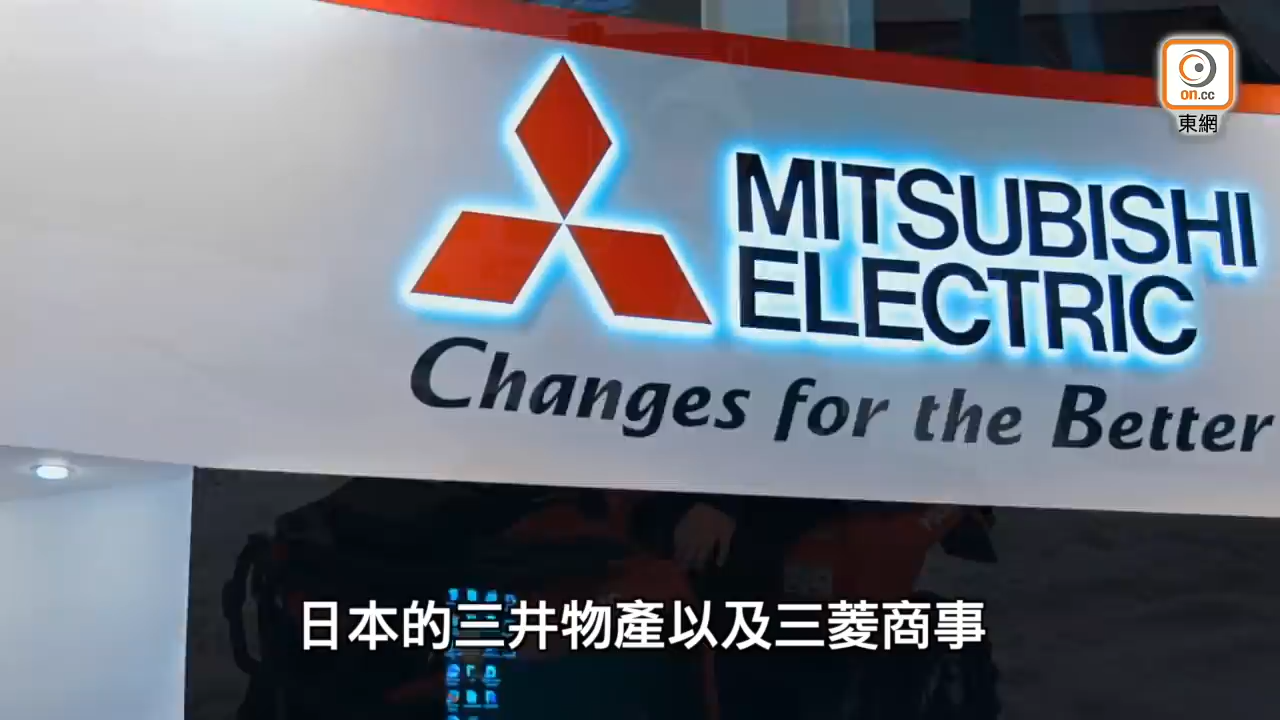 on.cc
東網
MITSUBISHI
ELECTRIC
Changes for the Better
日本的三井物產以及三菱商事